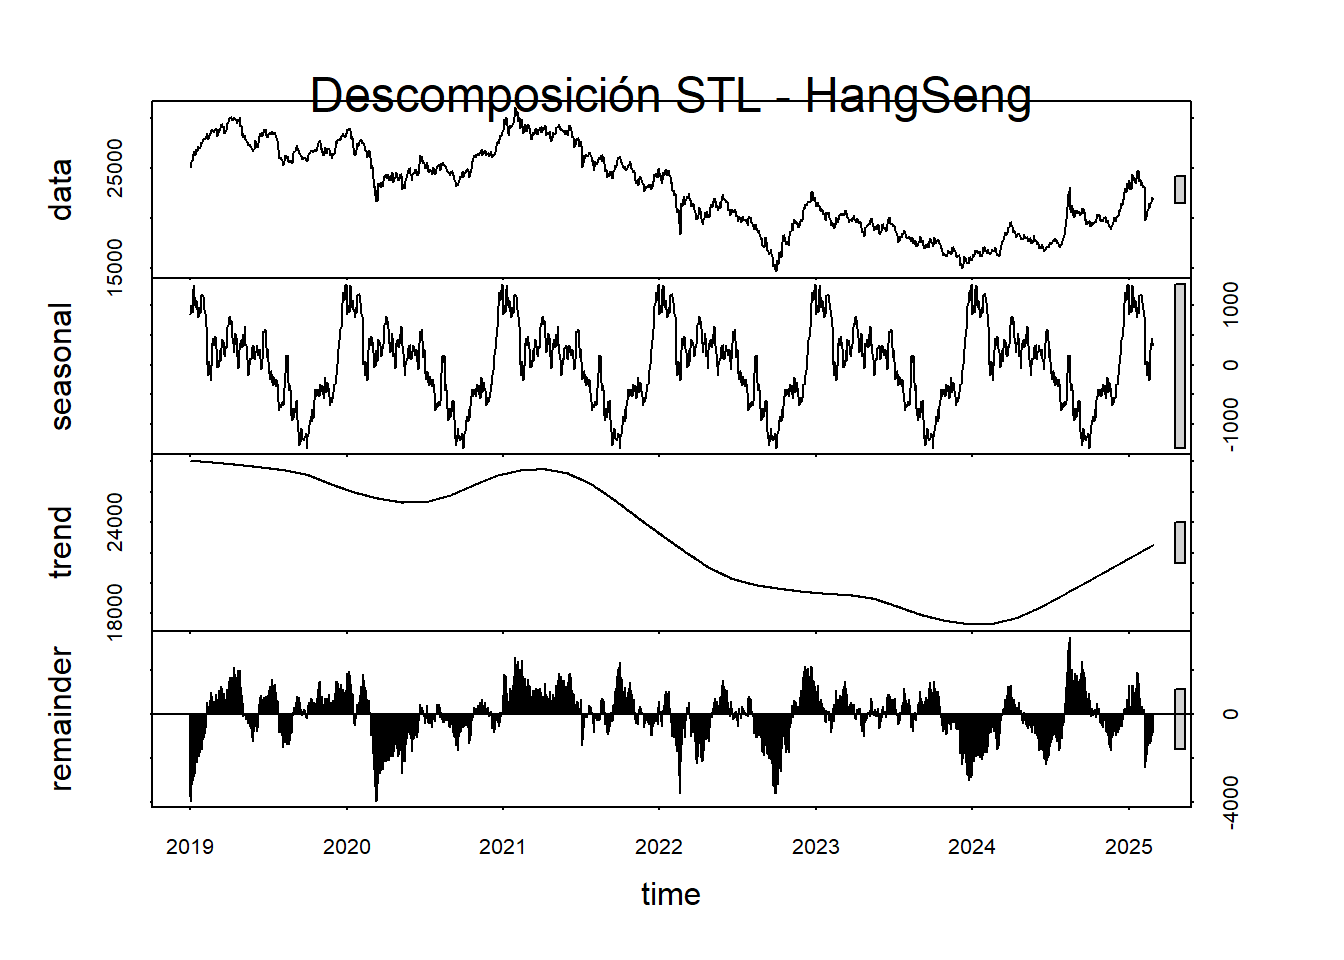 Descomposición STL - HangSeng
data
15000 25000
seasonal
-1000 0 1000
trend
18000 24000
remainder
-4000 0
2019 2020 2021 2022 2023 2024 2025
time